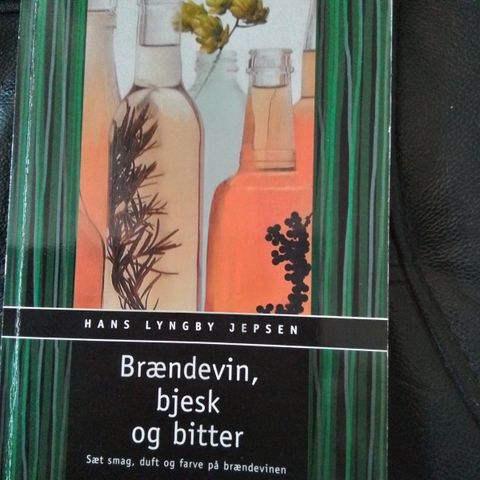 HANS LYNGBY JEPSEN
Brændevin,
bjesk
og bitter
Sæt smag, duft og farve på brændevinen